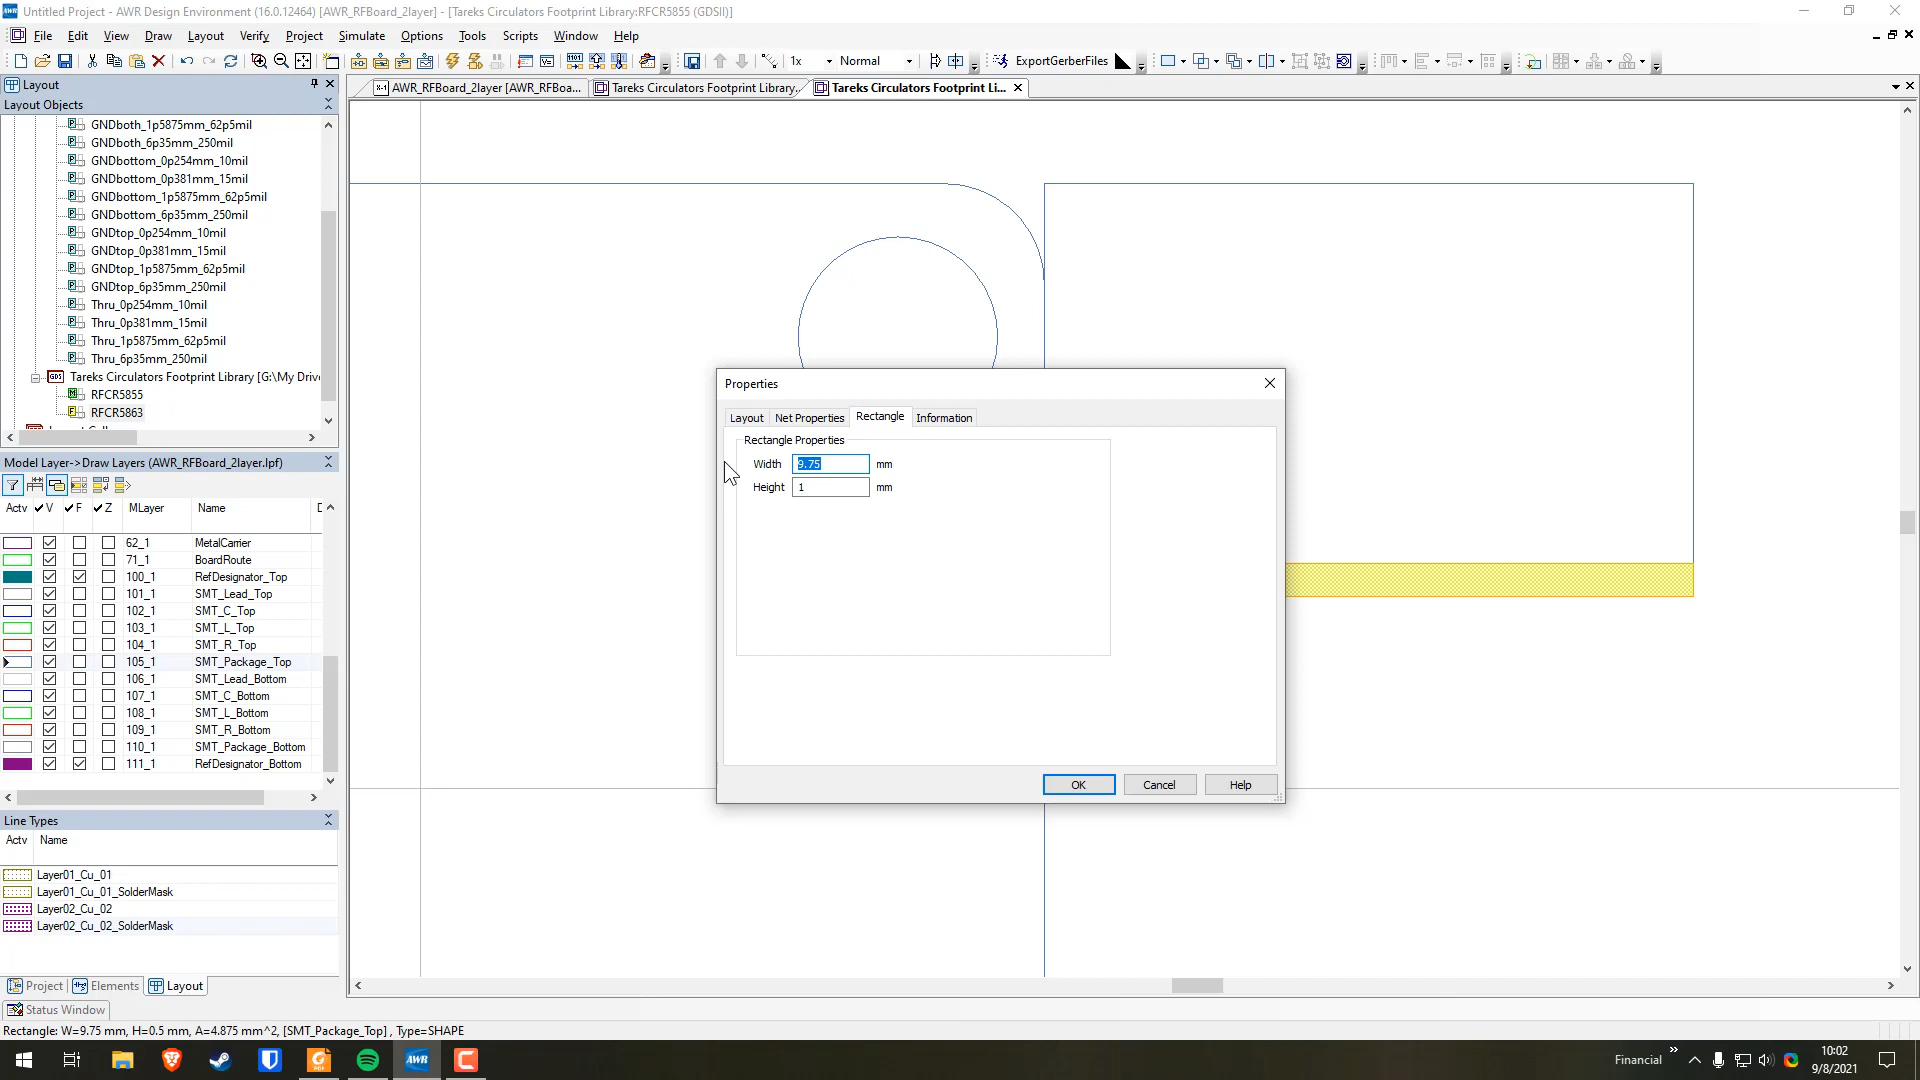 Untitled Project - AWR Design Environment (16.0.12464) [AWR_RFBoard_2layer] - [Tareks Circulators Footprint Library:RFCR5855 (GDSII)]
File Edit View Draw Layout Verify Project Simulate Options Tools Scripts Window Help
1x Normal ExportGerberFiles
Layout
AWR_RFBoard_2layer [AWR_RFBoa... Tareks Circulators Footprint Library... Tareks Circulators Footprint Li...
Layout Objects
GNDboth_1p5875mm_62p5mil
GNDboth_6p35mm_250mil
GNDbottom_0p254mm_10mil
GNDbottom_0p381mm_15mil
GNDbottom_1p5875mm_62p5mil
GNDbottom_6p35mm_250mil
GNDtop_0p254mm_10mil
GNDtop_0p381mm_15mil
GNDtop_1p5875mm_62p5mil
GNDtop_6p35mm_250mil
Thru_0p254mm_10mil
Thru_0p381mm_15mil
Thru_1p5875mm_62p5mil
Thru_6p35mm_250mil
Tareks Circulators Footprint Library [G:\My Driv
RFCR5855
RFCR5863
Model Layer->Draw Layers (AWR_RFBoard_2layer.lpf)
Actv V F Z MLayer Name
62_1 MetalCarrier
71_1 BoardRoute
100_1 RefDesignator_Top
101_1 SMT_Lead_Top
102_1 SMT_C_Top
103_1 SMT_L_Top
104_1 SMT_R_Top
105_1 SMT_Package_Top
106_1 SMT_Lead_Bottom
107_1 SMT_C_Bottom
108_1 SMT_L_Bottom
109_1 SMT_R_Bottom
110_1 SMT_Package_Bottom
111_1 RefDesignator_Bottom
Line Types
Actv Name
Layer01_Cu_01
Layer01_Cu_01_SolderMask
Layer02_Cu_02
Layer02_Cu_02_SolderMask
Project Elements Layout
Status Window
Rectangle: W=9.75 mm, H=0.5 mm, A=4.875 mm^2, [SMT_Package_Top] , Type=SHAPE
Properties
Layout Net Properties Rectangle Information
Rectangle Properties
Width 9.75 mm
Height 1 mm
OK Cancel Help
AWR
Financial
10:02
9/8/2021